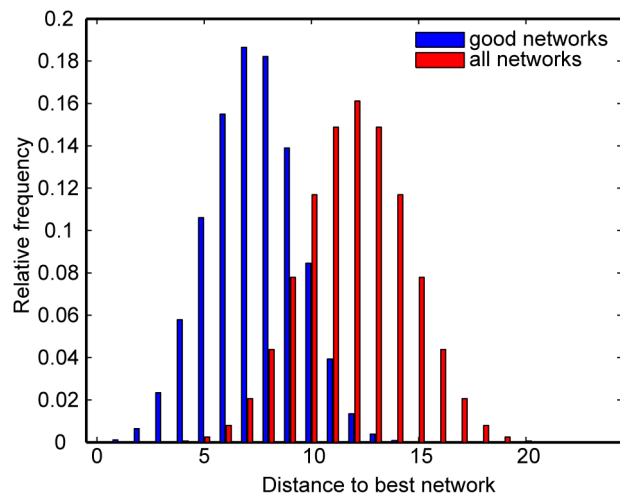 0.2
0.18
0.16
0.14
0.12
0.1
0.08
0.06
0.04
0.02
0
Relative frequency
good networks
all networks
0 5 10 15 20
Distance to best network